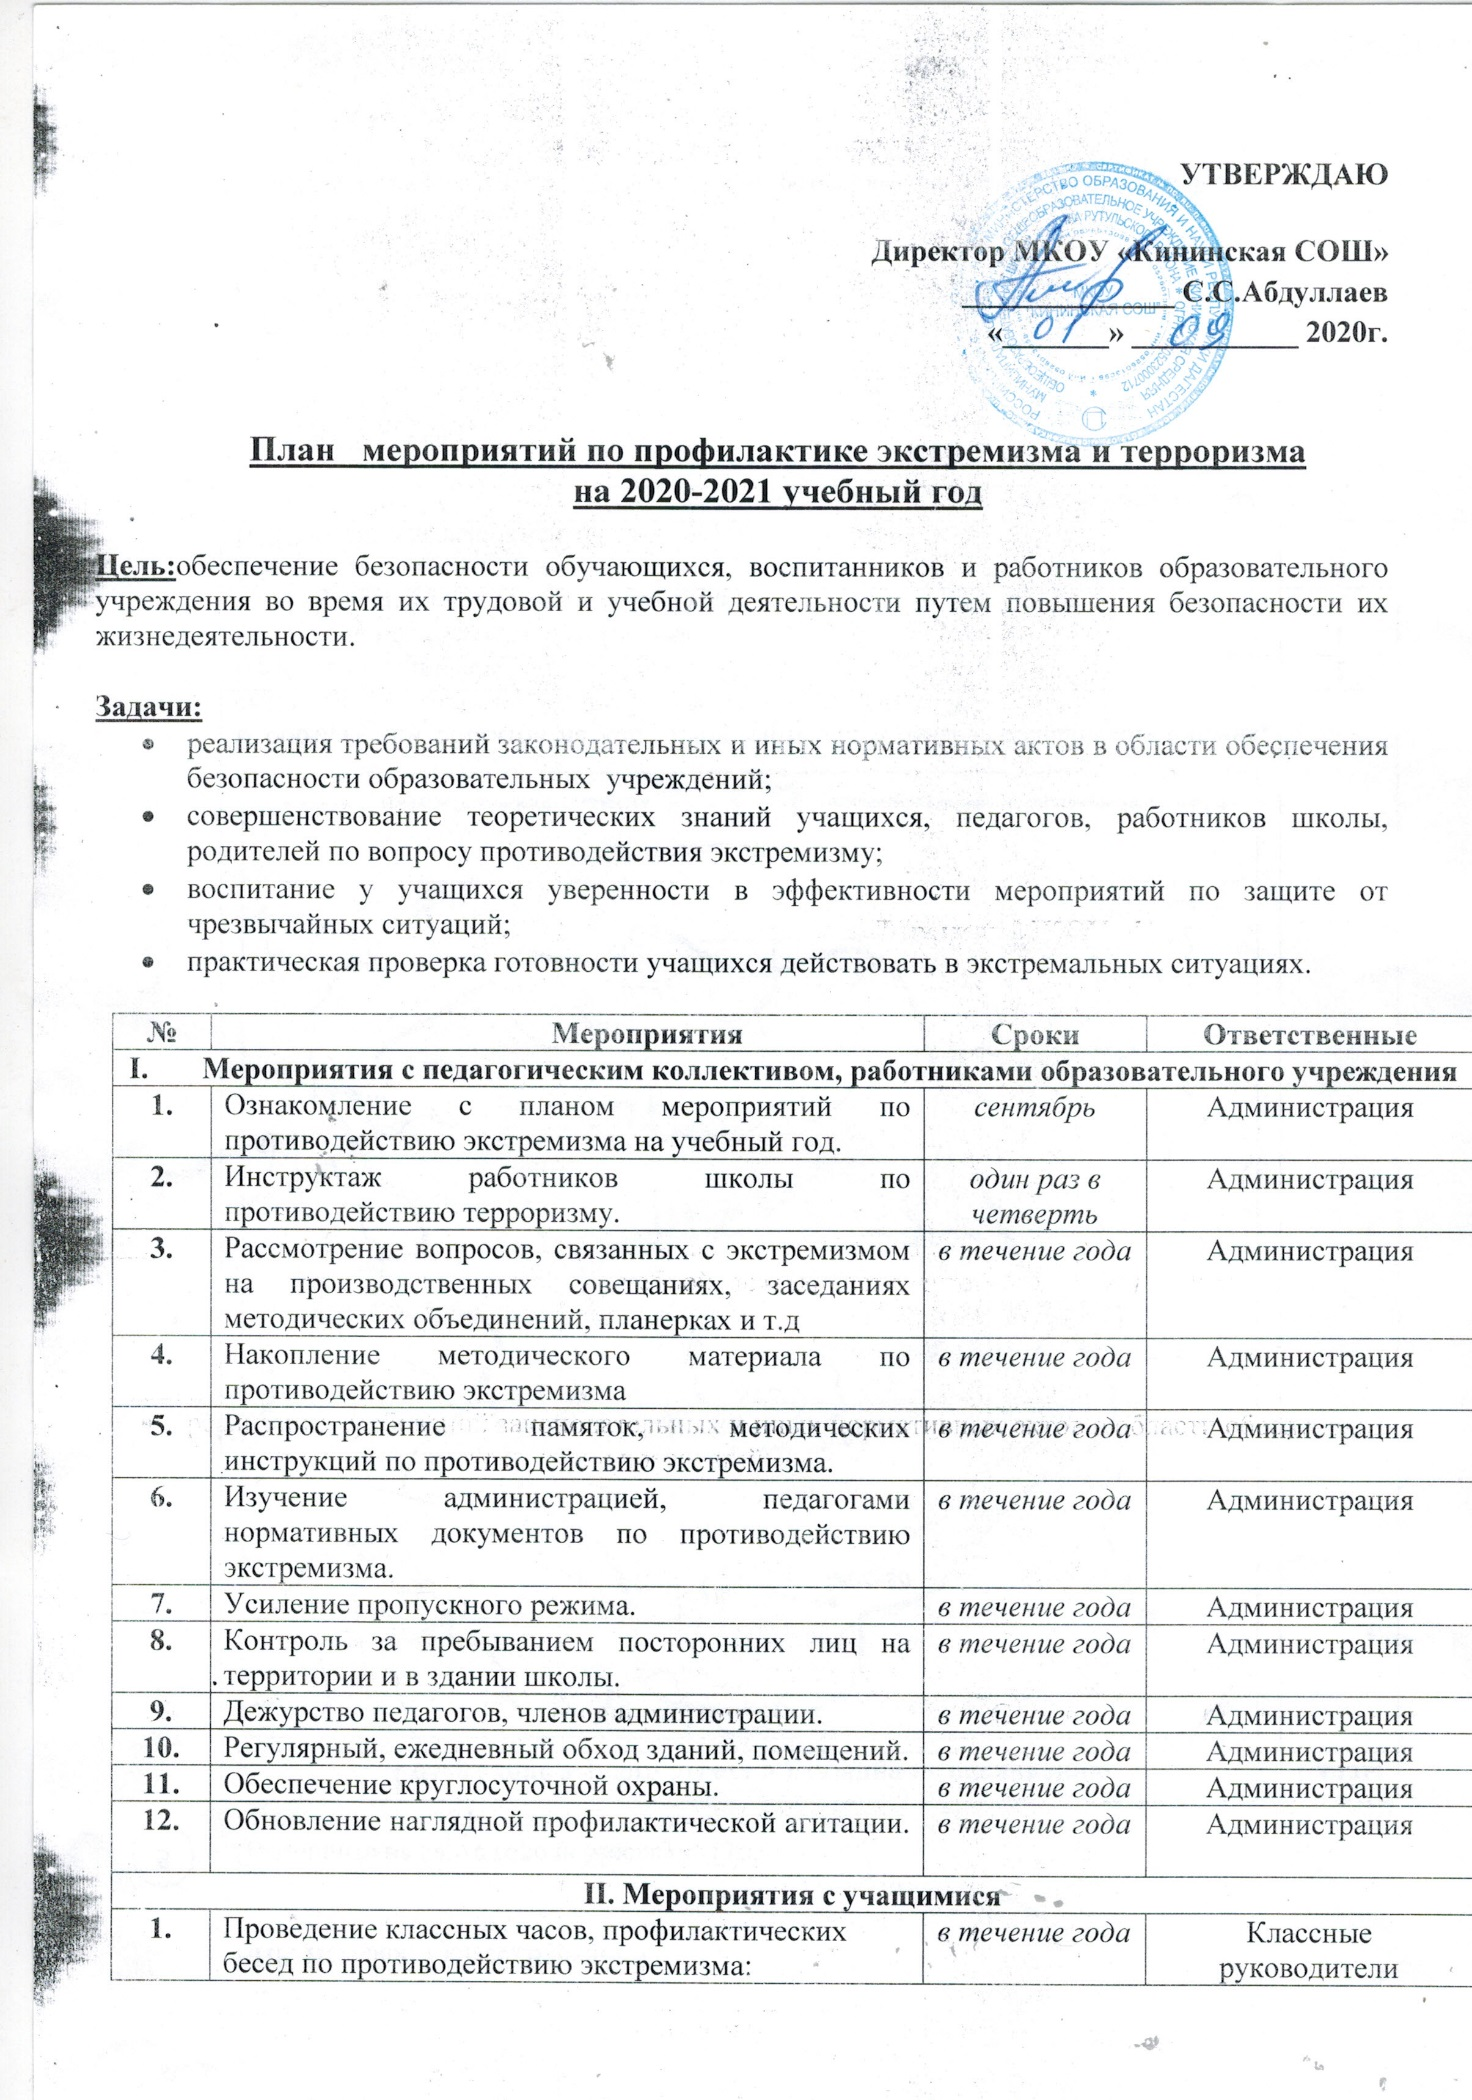 УТВЕРЖДАЮ
Директор МКОУ «Кининская СОШ»
______________ С.С.Абдуллаев
«___01___» ____09____ 2020г.
План мероприятий по профилактике экстремизма и терроризма
на 2020-2021 учебный год
Цель:обеспечение безопасности обучающихся, воспитанников и работников образовательного
учреждения во время их трудовой и учебной деятельности путем повышения безопасности их
жизнедеятельности.
Задачи:
• реализация требований законодательных и иных нормативных актов в области обеспечения
безопасности образовательных учреждений;
• совершенствование теоретических знаний учащихся, педагогов, работников школы,
родителей по вопросу противодействия экстремизму;
• воспитание у учащихся уверенности в эффективности мероприятий по защите от
чрезвычайных ситуаций;
• практическая проверка готовности учащихся действовать в экстремальных ситуациях.
№ Мероприятия Сроки Ответственные
I. Мероприятия с педагогическим коллективом, работниками образовательного учреждения
1. Ознакомление с планом мероприятий по сентябрь Администрация
противодействию экстремизма на учебный год.
2. Инструктаж работников школы по один раз в Администрация
противодействию терроризму. четверть
3. Рассмотрение вопросов, связанных с экстремизмом в течение года Администрация
на производственных совещаниях, заседаниях
методических объединений, планерках и т.д
4. Накопление методического материала по в течение года Администрация
противодействию экстремизма
5. Распространение памяток, методических в течение года Администрация
инструкций по противодействию экстремизма.
6. Изучение администрацией, педагогами в течение года Администрация
нормативных документов по противодействию
экстремизма.
7. Усиление пропускного режима. в течение года Администрация
8. Контроль за пребыванием посторонних лиц на в течение года Администрация
территории и в здании школы.
9. Дежурство педагогов, членов администрации. в течение года Администрация
10. Регулярный, ежедневный обход зданий, помещений. в течение года Администрация
11. Обеспечение круглосуточной охраны. в течение года Администрация
12. Обновление наглядной профилактической агитации. в течение года Администрация
II. Мероприятия с учащимися
1. Проведение классных часов, профилактических в течение года Классные
бесед по противодействию экстремизма: руководители